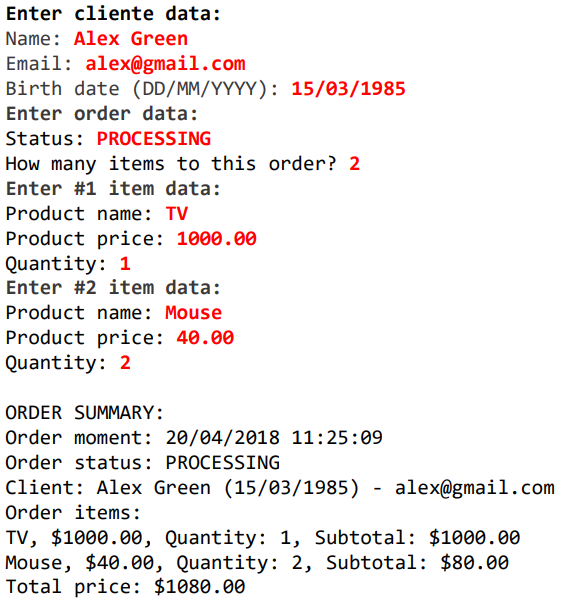 Enter cliente data:
Name: Alex Green
Email: alex@gmail.com
Birth date (DD/MM/YYYY): 15/03/1985
Enter order data:
Status: PROCESSING
How many items to this order? 2
Enter #1 item data:
Product name: TV
Product price: 1000.00
Quantity: 1
Enter #2 item data:
Product name: Mouse
Product price: 40.00
Quantity: 2

ORDER SUMMARY:
Order moment: 20/04/2018 11:25:09
Order status: PROCESSING
Client: Alex Green (15/03/1985) - alex@gmail.com
Order items:
TV, $1000.00, Quantity: 1, Subtotal: $1000.00
Mouse, $40.00, Quantity: 2, Subtotal: $80.00
Total price: $1080.00